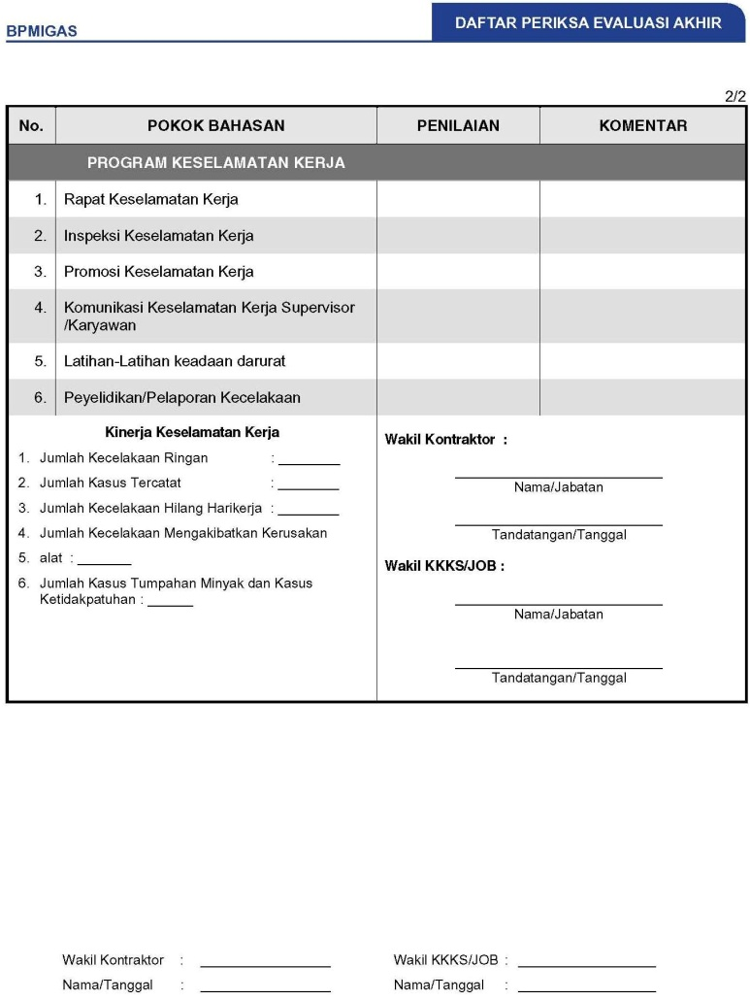 BPMIGAS
DAFTAR PERIKSA EVALUASI AKHIR
2/2
No. POKOK BAHASAN PENILAIAN KOMENTAR
PROGRAM KESELAMATAN KERJA
1. Rapat Keselamatan Kerja
2. Inspeksi Keselamatan Kerja
3. Promosi Keselamatan Kerja
4. Komunikasi Keselamatan Kerja Supervisor
/Karyawan
5. Latihan-Latihan keadaan darurat
6. Peyelidikan/Pelaporan Kecelakaan
Kinerja Keselamatan Kerja
1. Jumlah Kecelakaan Ringan : ________
2. Jumlah Kasus Tercatat : ________
3. Jumlah Kecelakaan Hilang Harikerja : ________
4. Jumlah Kecelakaan Mengakibatkan Kerusakan
5. alat : _______
6. Jumlah Kasus Tumpahan Minyak dan Kasus
Ketidakpatuhan : ______
Wakil Kontraktor :
Nama/Jabatan
Tandatangan/Tanggal
Wakil KKKS/JOB :
Nama/Jabatan
Tandatangan/Tanggal
Wakil Kontraktor : ________________ Wakil KKKS/JOB : ________________
Nama/Tanggal : ________________ Nama/Tanggal : ________________